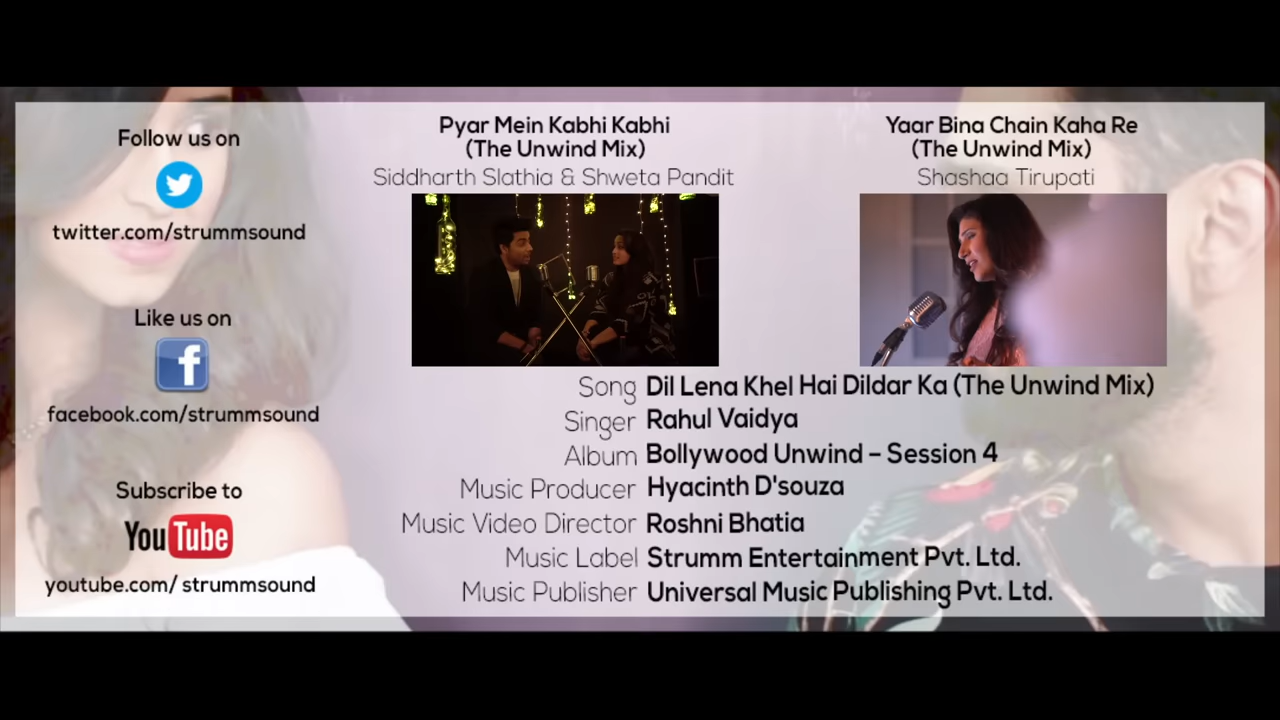 Follow us on
twitter.com/strummsound
Like us on
f
facebook.com/strummsound
Subscribe to
YouTube
youtube.com/ strummsound
Pyar Mein Kabhi Kabhi
(The Unwind Mix)
Siddharth Slathia & Shweta Pandit
Yaar Bina Chain Kaha Re
(The Unwind Mix)
Shashaa Tirupati
Song Dil Lena Khel Hai Dildar Ka (The Unwind Mix)
Singer Rahul Vaidya
Album Bollywood Unwind – Session 4
Music Producer Hyacinth D'souza
Music Video Director Roshni Bhatia
Music Label Strumm Entertainment Pvt. Ltd.
Music Publisher Universal Music Publishing Pvt. Ltd.